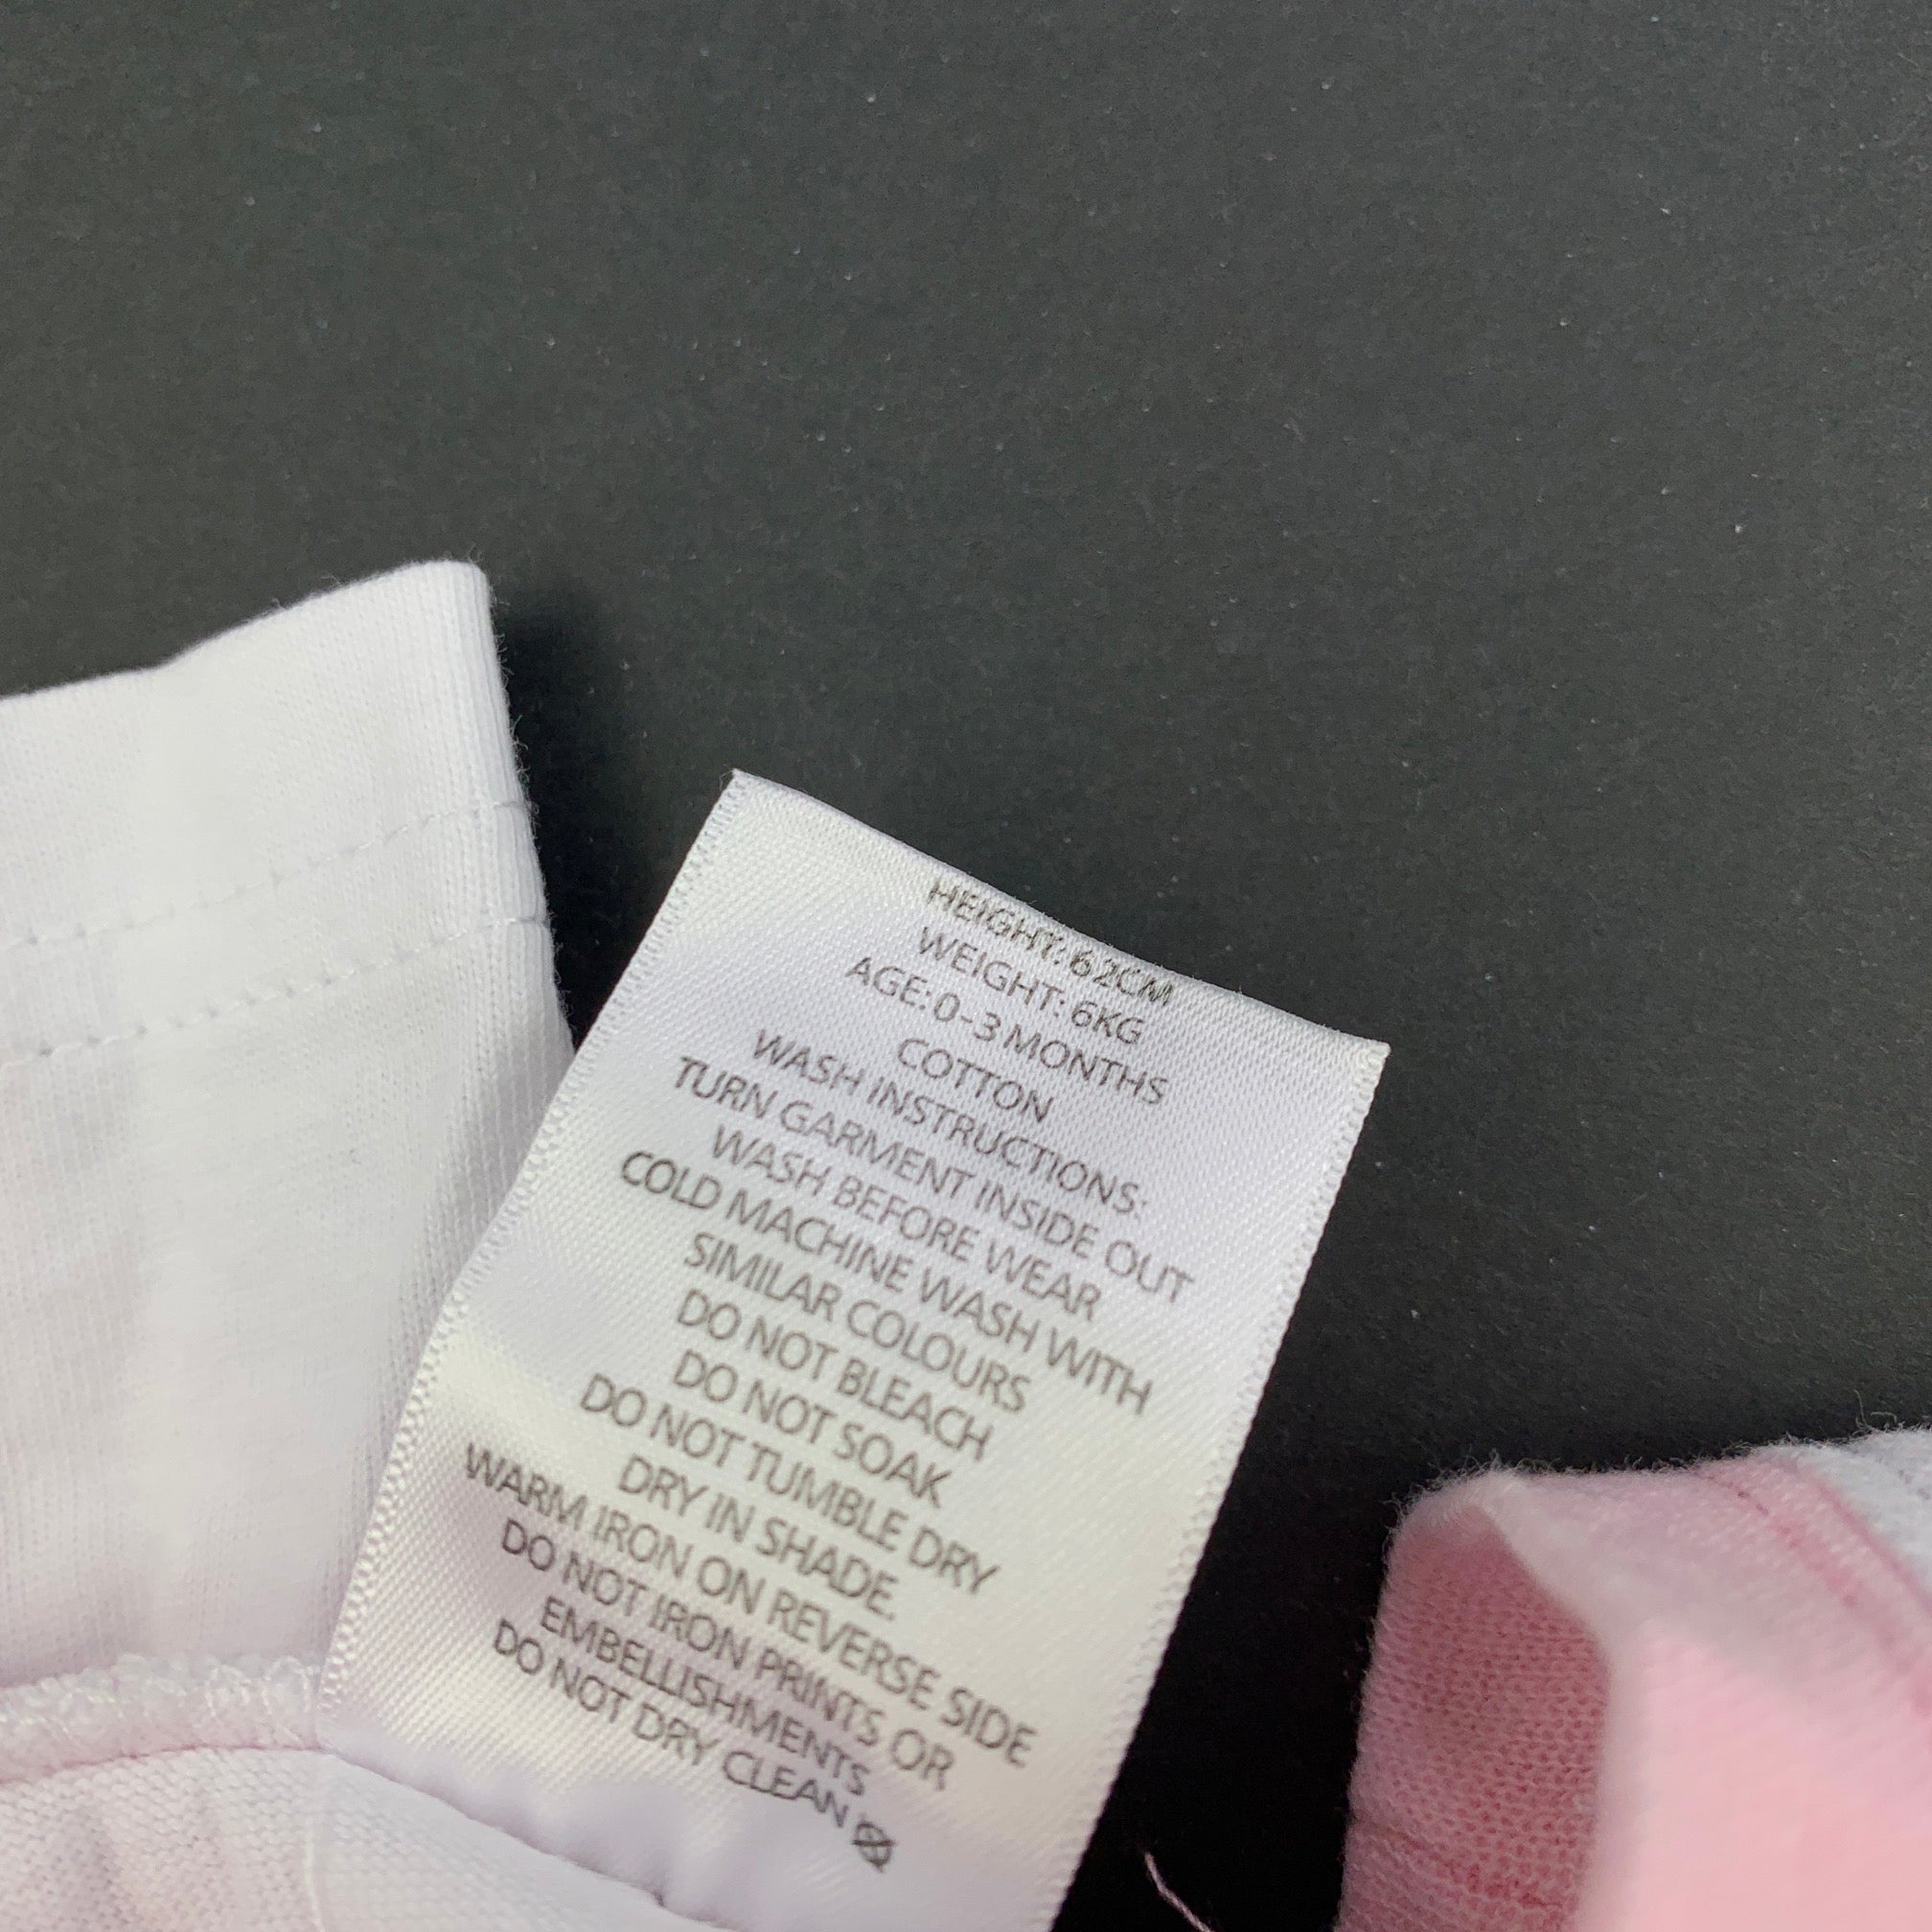 HEIGHT: 62CM
WEIGHT: 6KG
AGE: 0-3 MONTHS
COTTON
WASH INSTRUCTIONS:
TURN GARMENT INSIDE OUT
WASH BEFORE WEAR
COLD MACHINE WASH WITH
SIMILAR COLOURS
DO NOT BLEACH
DO NOT SOAK
DO NOT TUMBLE DRY
DRY IN SHADE.
WARM IRON ON REVERSE SIDE
DO NOT IRON PRINTS OR
EMBELLISHMENTS
DO NOT DRY CLEAN